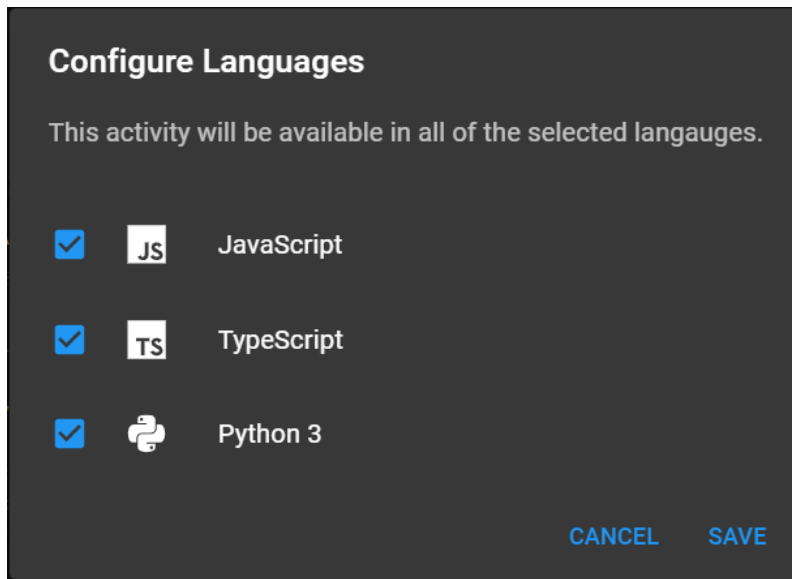 Configure Languages
This activity will be available in all of the selected langauges.
JS JavaScript
TS TypeScript
Python 3
CANCEL SAVE